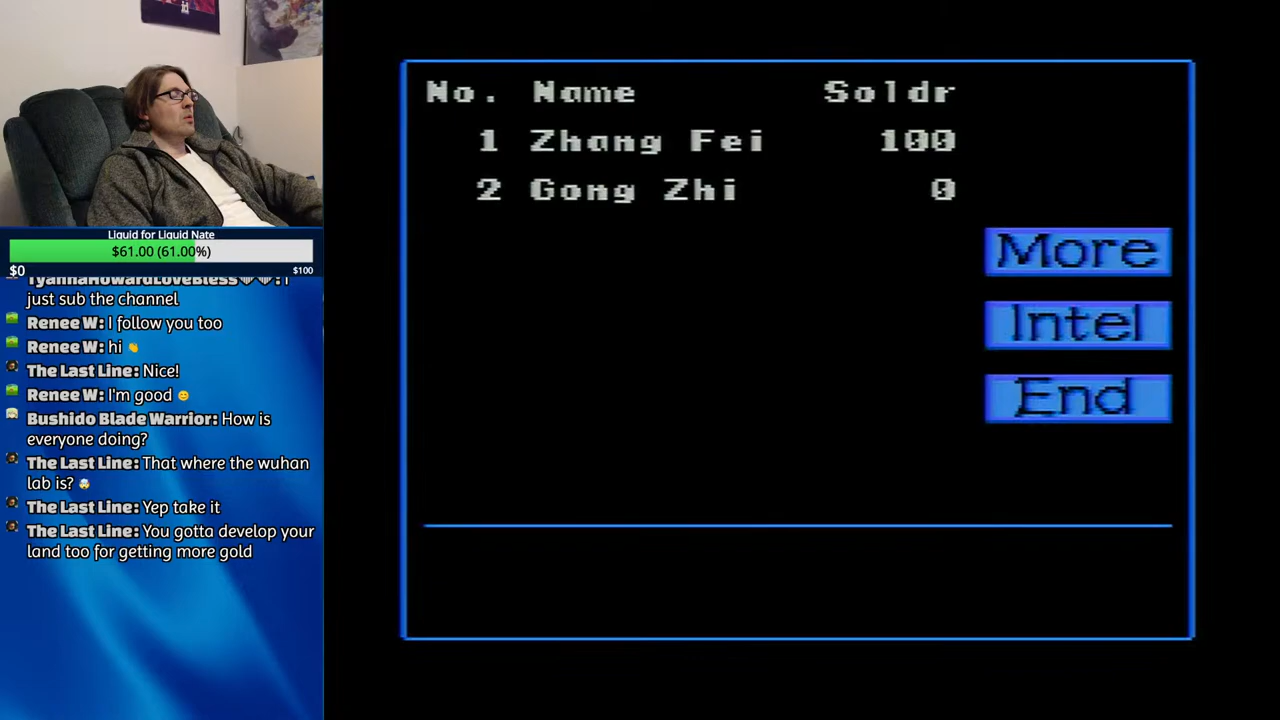 Liquid for Liquid Nate
$61.00 (61.00%)
$0
$100
TyannaHowardLoveBless🤍🤍: I
just sub the channel
Renee W: I follow you too
Renee W: hi 👏
The Last Line: Nice!
Renee W: I'm good 😊
Bushido Blade Warrior: How is
everyone doing?
The Last Line: That where the wuhan
lab is? 🤯
The Last Line: Yep take it
The Last Line: You gotta develop your
land too for getting more gold
No. Name Soldr
1 Zhang Fei 100
2 Gong Zhi 0
More
Intel
End